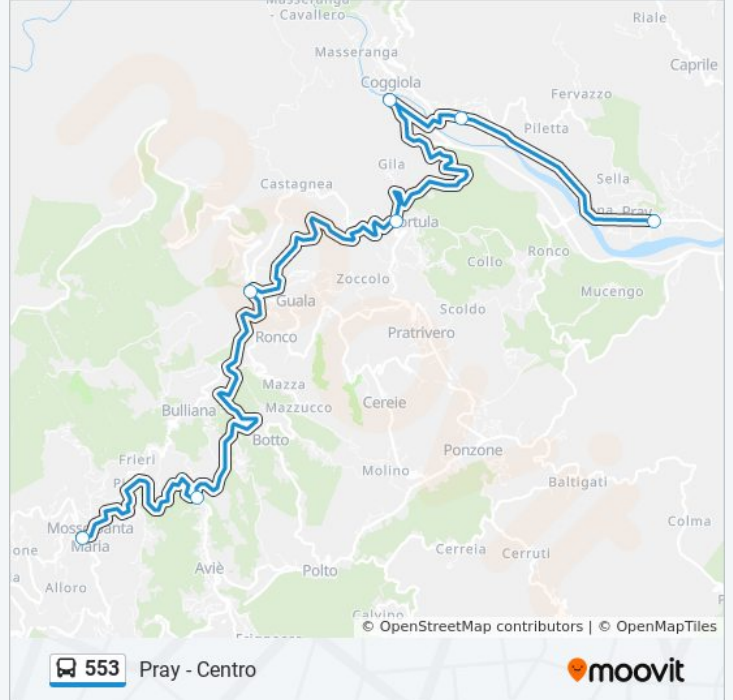 Masseranga
- Cavallero
Riale
Masseranga
Caprile
Coggiola
Fervazzo
Piletta
Gila
Castagnea
Sella
Pray
ortula
Ronco
Collo
Zoccolo
Mucengo
Guala
Scoldo
Ronco
Pratrivero
Mazza
Cereie
Bulliana
Mazzucco
Botto
Ponzone
Frieri
Molino
Baltigati
Colma
Mosso Santa
Maria
one
Cerreia
Cerruti
Aviè
Polto
Alloro
Calvino
© OpenStreetMap contributors | © OpenMapTiles
553 Pray - Centro
moovit